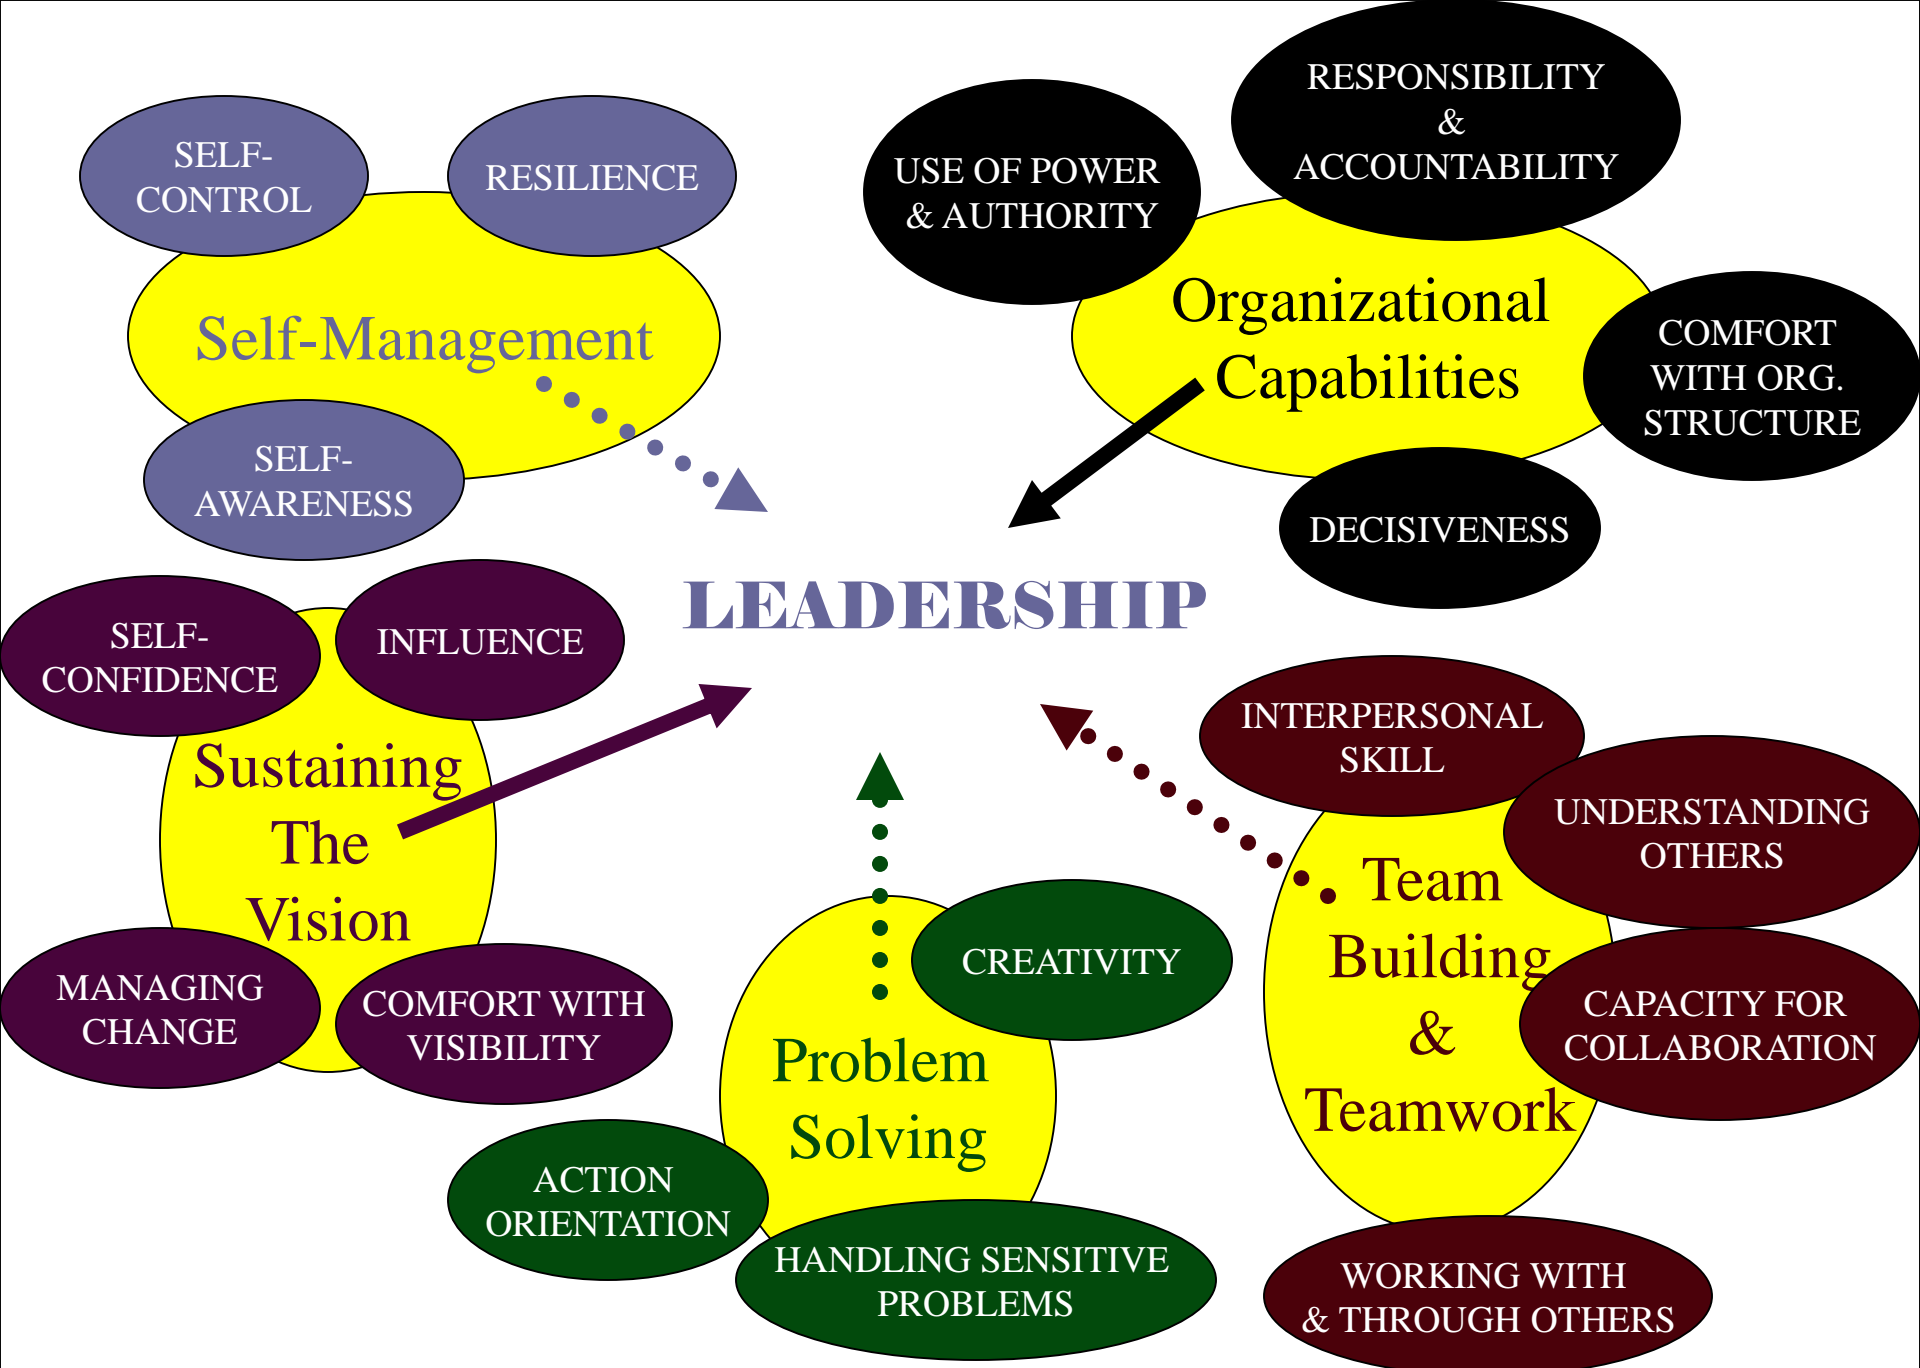 SELF-
CONTROL
RESILIENCE
Self-Management
SELF-
AWARENESS
USE OF POWER
& AUTHORITY
RESPONSIBILITY
&
ACCOUNTABILITY
Organizational
Capabilities
COMFORT
WITH ORG.
STRUCTURE
DECISIVENESS
LEADERSHIP
SELF-
CONFIDENCE
INFLUENCE
Sustaining
The
Vision
MANAGING
CHANGE
COMFORT WITH
VISIBILITY
CREATIVITY
Problem
Solving
ACTION
ORIENTATION
HANDLING SENSITIVE
PROBLEMS
INTERPERSONAL
SKILL
UNDERSTANDING
OTHERS
Team
Building
&
Teamwork
CAPACITY FOR
COLLABORATION
WORKING WITH
& THROUGH OTHERS